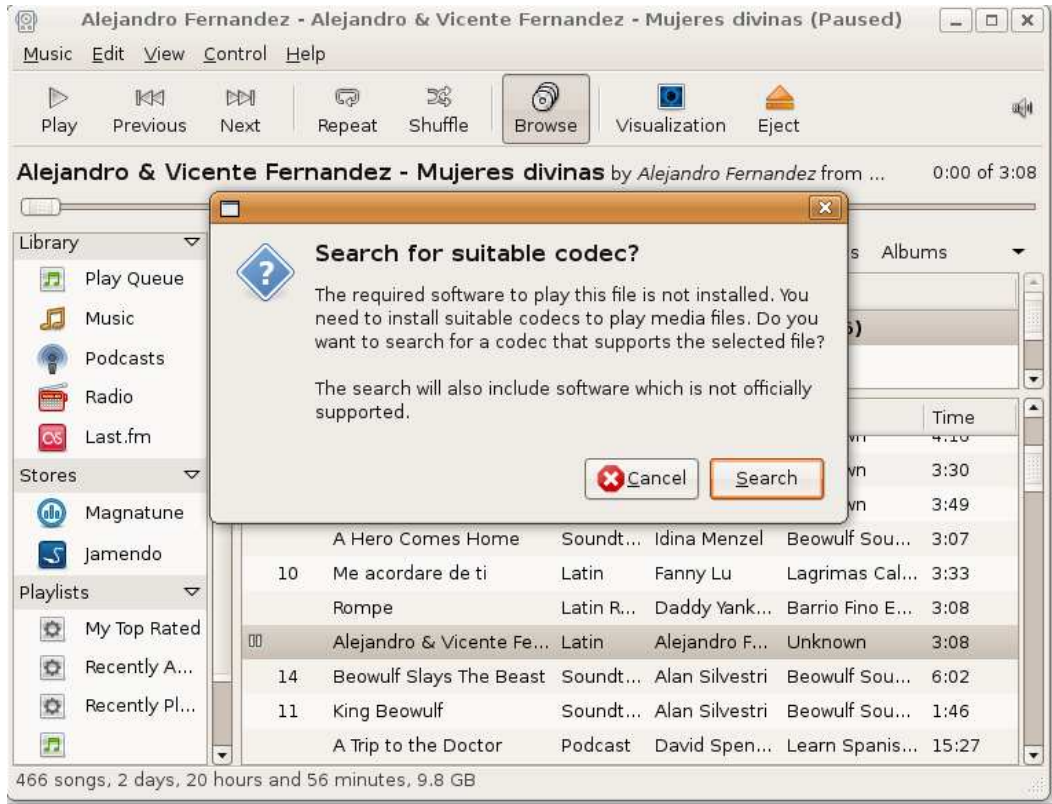 Alejandro Fernandez - Alejandro & Vicente Fernandez - Mujeres divinas (Paused)
Music Edit View Control Help
Play Previous Next Repeat Shuffle Browse Visualization Eject
Alejandro & Vicente Fernandez - Mujeres divinas by Alejandro Fernandez from ... 0:00 of 3:08
Library
Play Queue
Music
Podcasts
Radio
Last.fm
Stores
Magnatune
Jamendo
Playlists
My Top Rated
Recently A...
Recently Pl...
Search for suitable codec?
The required software to play this file is not installed. You
need to install suitable codecs to play media files. Do you
want to search for a codec that supports the selected file?
The search will also include software which is not officially
supported.
Cancel Search
Albums
Time
3:30
3:49
A Hero Comes Home Soundt... Idina Menzel Beowulf Sou... 3:07
10 Me acordare de ti Latin Fanny Lu Lagrimas Cal... 3:33
Rompe Latin R... Daddy Yank... Barrio Fino E... 3:08
Alejandro & Vicente Fe... Latin Alejandro F... Unknown 3:08
14 Beowulf Slays The Beast Soundt... Alan Silvestri Beowulf Sou... 6:02
11 King Beowulf Soundt... Alan Silvestri Beowulf Sou... 1:46
A Trip to the Doctor Podcast David Spen... Learn Spanis... 15:27
466 songs, 2 days, 20 hours and 56 minutes, 9.8 GB